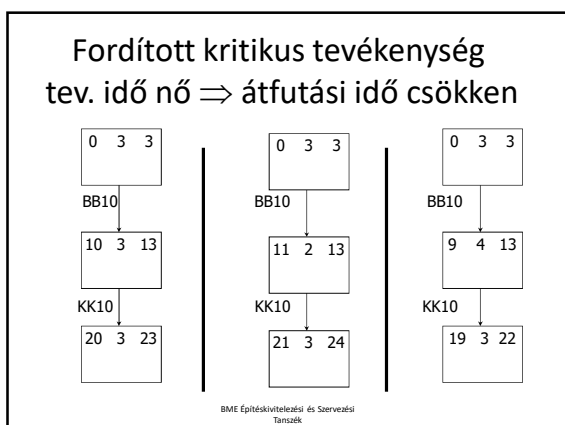 Fordított kritikus tevékenység
tev. idő nő ⇒ átfutási idő csökken
0 3 3
BB10
10 3 13
KK10
20 3 23
0 3 3
BB10
11 2 13
KK10
21 3 24
0 3 3
BB10
9 4 13
KK10
19 3 22
BME Építéskivitelezési és Szervezési
Tanszék